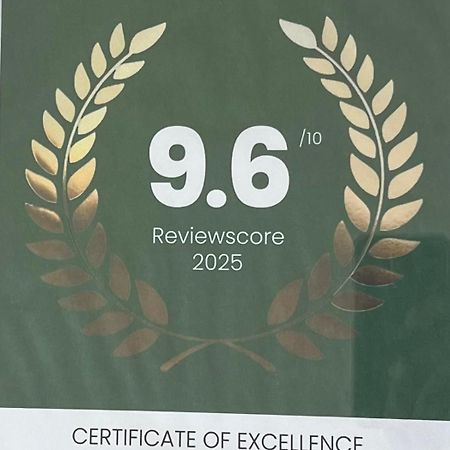 9.6 /10
Reviewscore
2025
CERTIFICATE OF EXCELLENCE